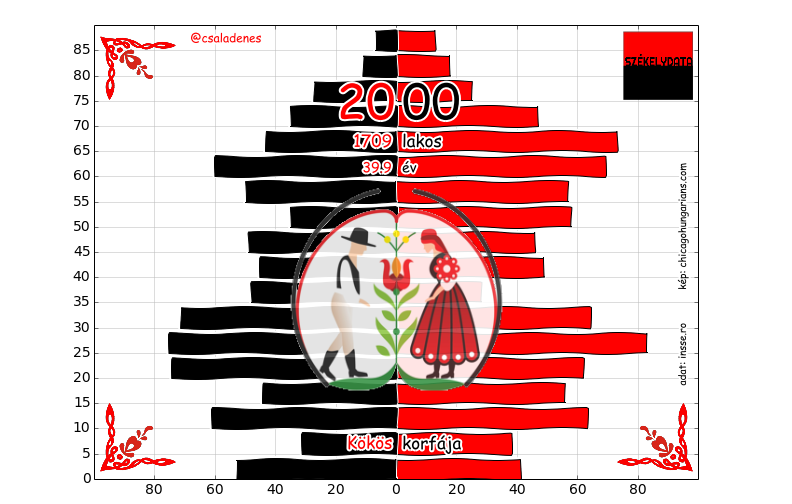 @csaladenes
SZÉKELYDATA
2000
1709 lakos
39.9 év
kép: chicagohungarians.com
adat: insse.ro
Kökös korfája
85
80
75
70
65
60
55
50
45
40
35
30
25
20
15
10
5
0
80 60 40 20 0 20 40 60 80